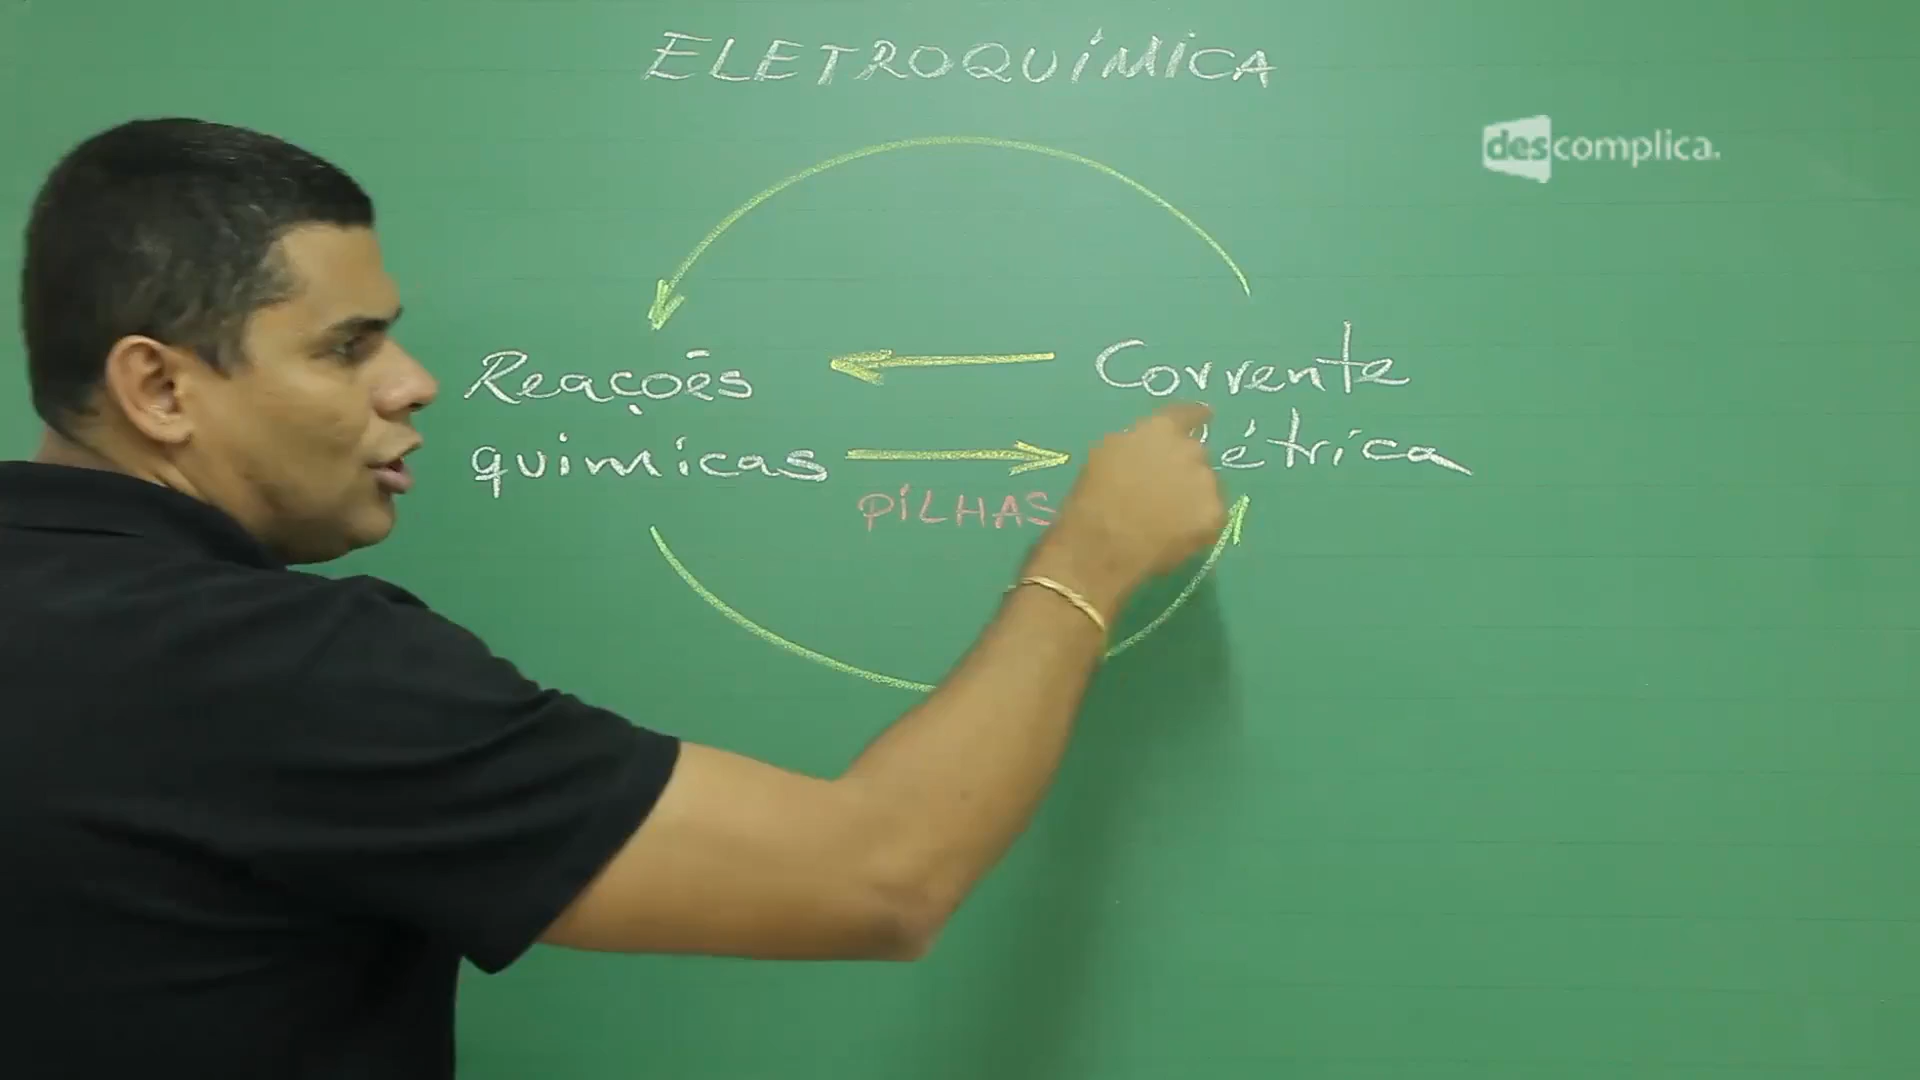 ELETROQUÍMICA
descomplica.
Reações
Corrente
químicas
PILHAS